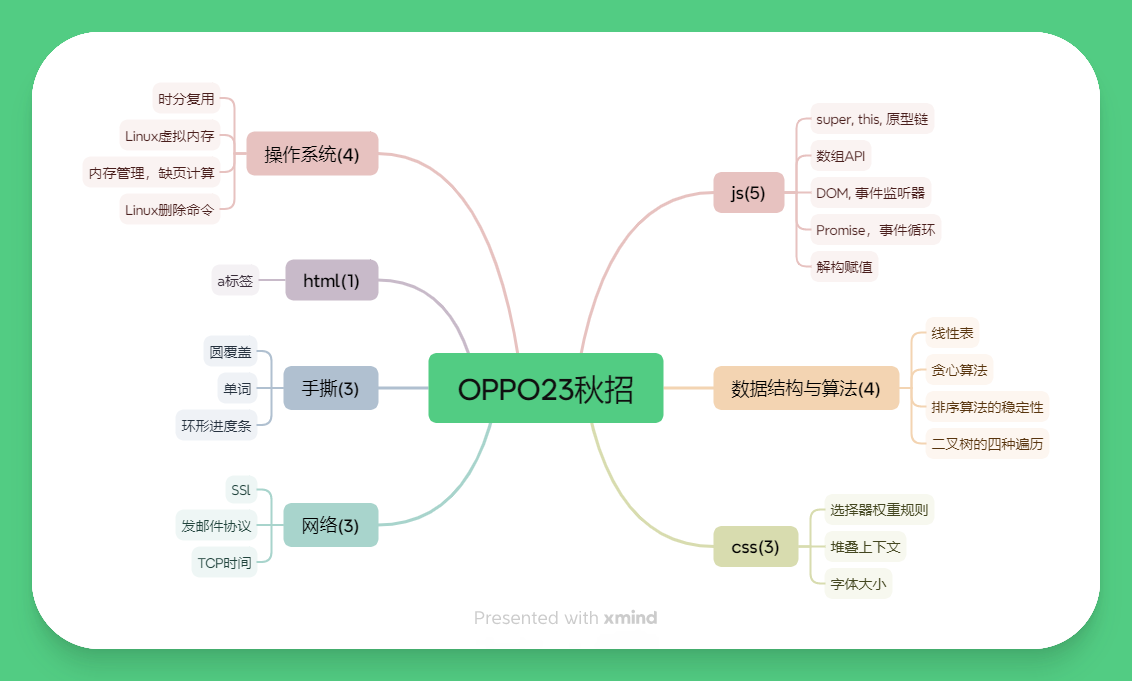 OPPO23秋招
js(5)
super, this, 原型链
数组API
DOM, 事件监听器
Promise，事件循环
解构赋值
数据结构与算法(4)
线性表
贪心算法
排序算法的稳定性
二叉树的四种遍历
css(3)
选择器权重规则
堆叠上下文
字体大小
操作系统(4)
时分复用
Linux虚拟内存
内存管理，缺页计算
Linux删除命令
html(1)
a标签
手撕(3)
圆覆盖
单词
环形进度条
网络(3)
SSl
发邮件协议
TCP时间
Presented with xmind